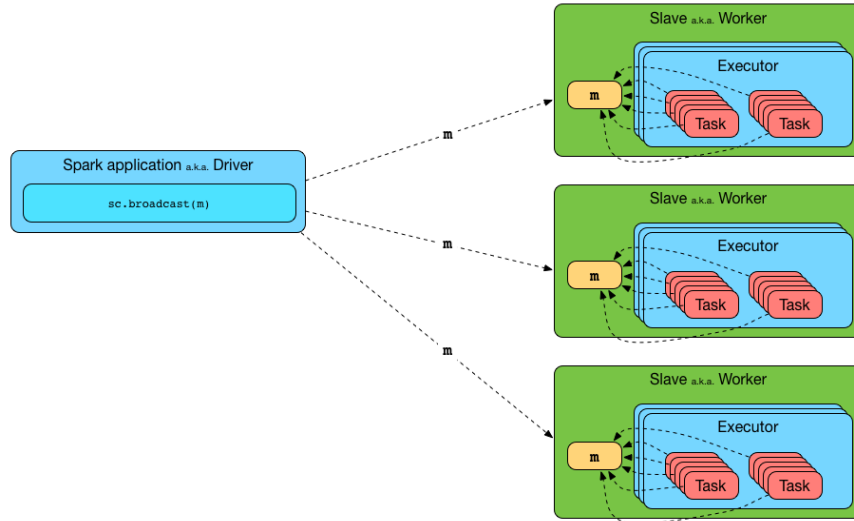 Slave a.k.a. Worker
Executor
m
Task
Task
m
Spark application a.k.a. Driver
sc.broadcast(m)
Slave a.k.a. Worker
m
Executor
m
Task
Task
m
Slave a.k.a. Worker
Executor
m
Task
Task